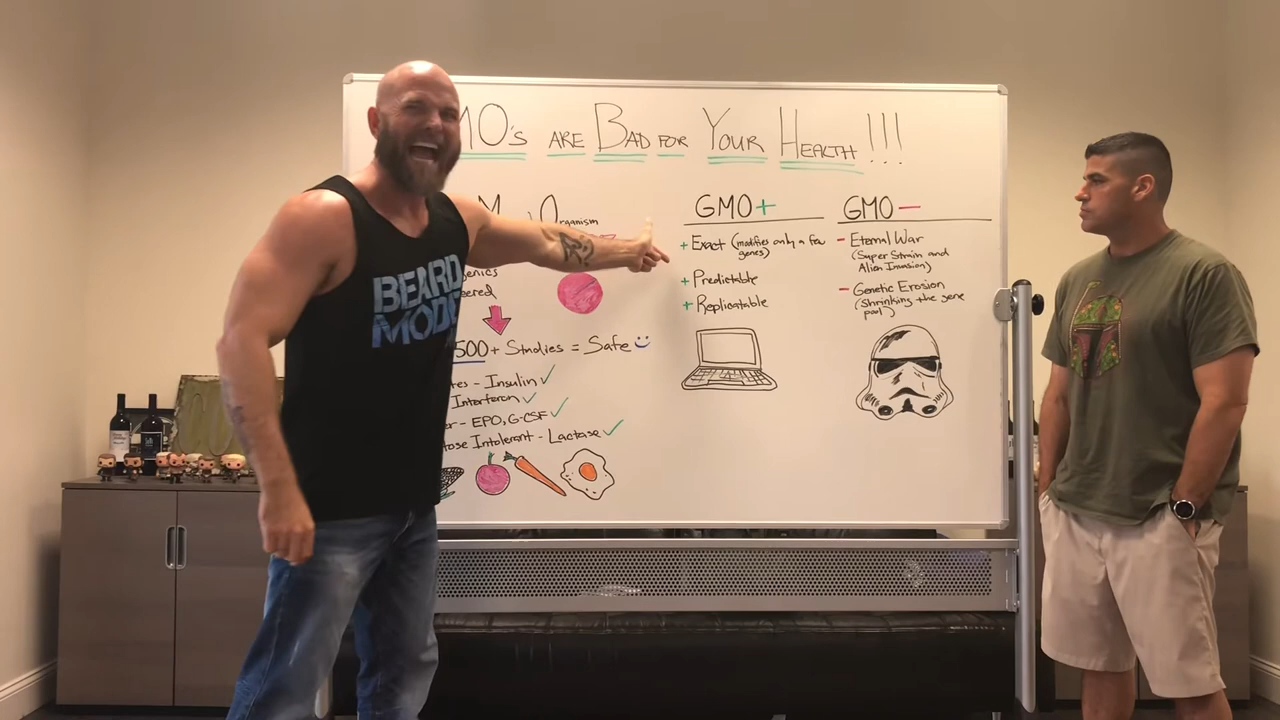 MO's ARE BAD FOR YOUR HEALTH!!!
M Organism
genics
eered
500+ Studies = Safe
tes - Insulin ✓
Interferon ✓
r - EPO, G-CSF ✓
tose Intolerant - Lactase ✓
GMO+
+ Exact (modifies only a few
genes)
+ Predictable
+ Replicatable
GMO-
- Eternal War
(Super Strain and
Alien Invasion)
- Genetic Erosion
(Shrinking the gene
pool)
BEARD
MODE